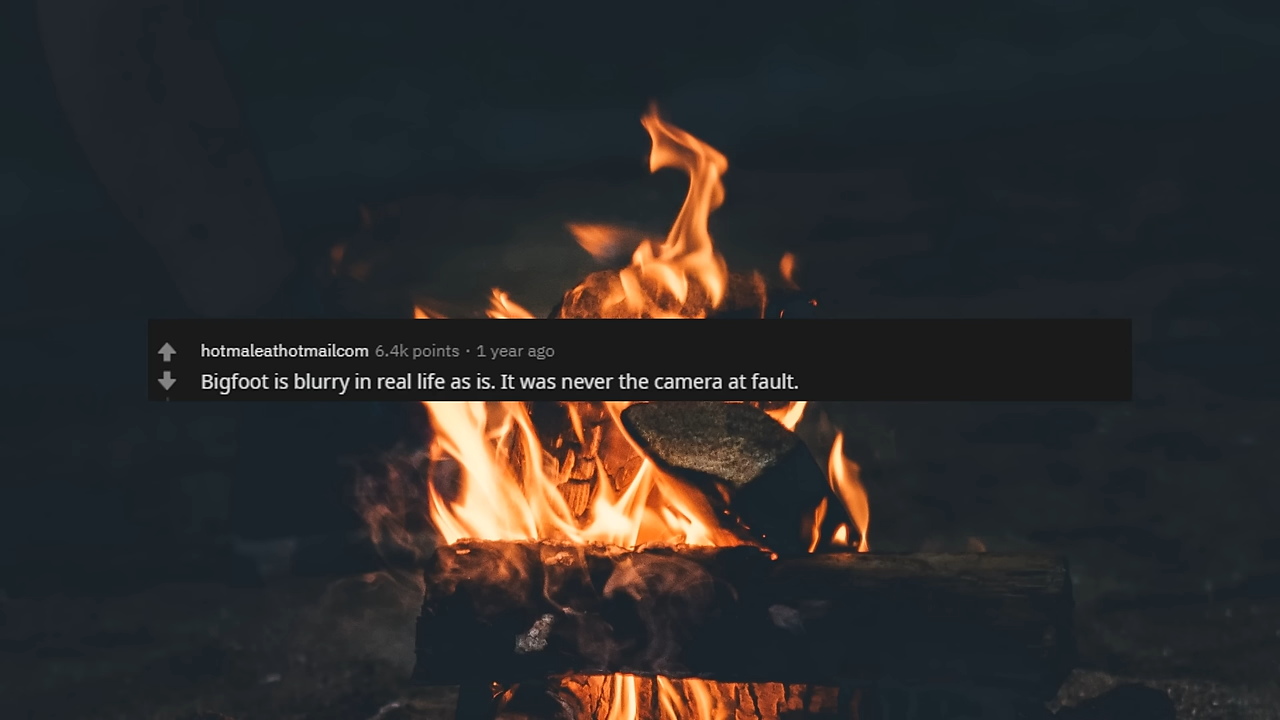 hotmaleathotmailcom 6.4k points · 1 year ago
Bigfoot is blurry in real life as is. It was never the camera at fault.